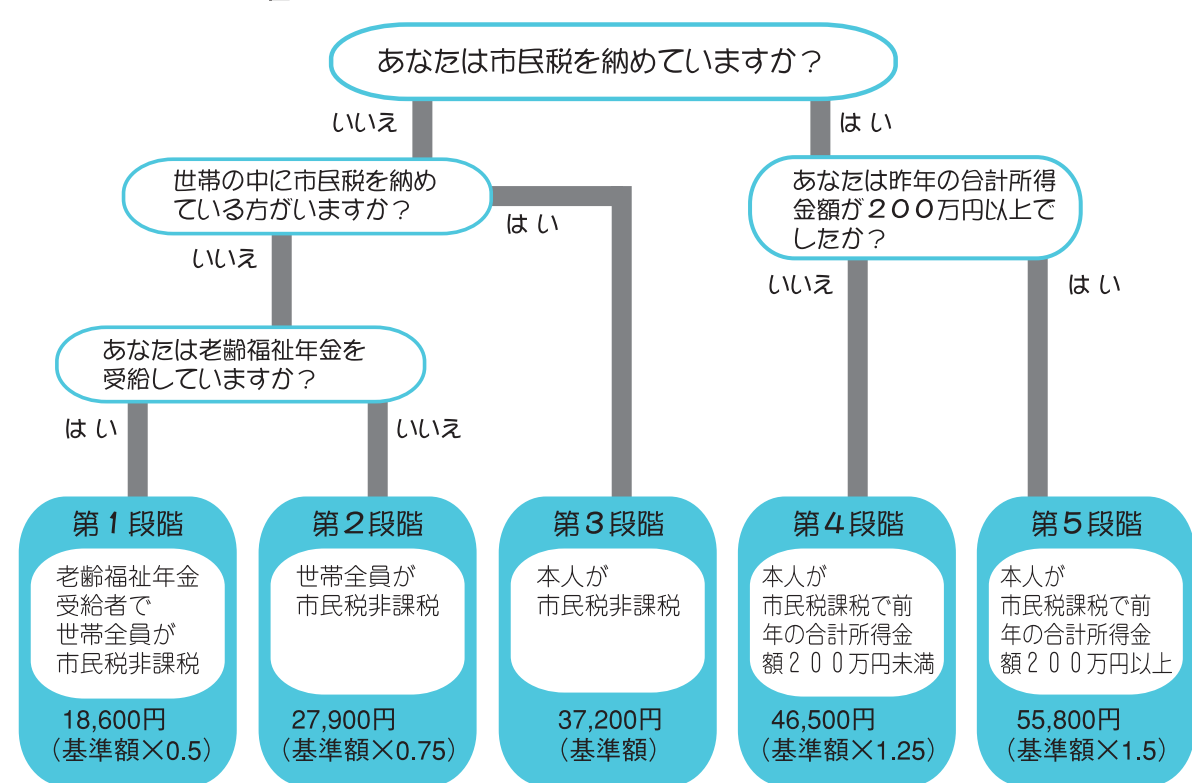 あなたは市民税を納めていますか？
いいえ
はい
世帯の中に市民税を納め
ている方がいますか？
はい
あなたは昨年の合計所得
金額が２００万円以上で
したか？
いいえ
いいえ
はい
あなたは老齢福祉年金を
受給していますか？
はい
いいえ
第１段階
老齢福祉年金
受給者で
世帯全員が
市民税非課税
18,600円
（基準額×0.5）
第２段階
世帯全員が
市民税非課税
27,900円
（基準額×0.75）
第３段階
本人が
市民税非課税
37,200円
（基準額）
第４段階
本人が
市民税課税で前
年の合計所得金
額２００万円未満
46,500円
（基準額×1.25）
第５段階
本人が
市民税課税で前
年の合計所得金
額２００万円以上
55,800円
（基準額×1.5）